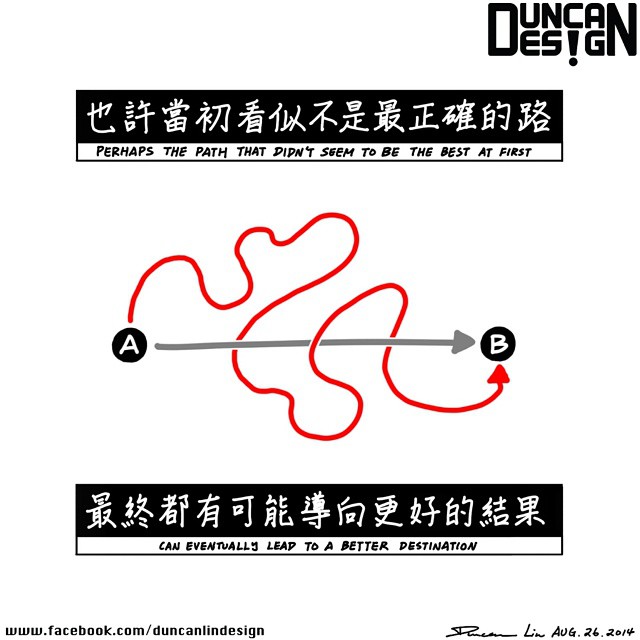 DUNCAN
DESIGN
也許當初看似不是最正確的路
PERHAPS THE PATH THAT DIDN'T SEEM TO BE THE BEST AT FIRST
A
B
最終都有可能導向更好的結果
CAN EVENTUALLY LEAD TO A BETTER DESTINATION
www.facebook.com/duncanlindesign
Duncan Lin AUG.26.2014